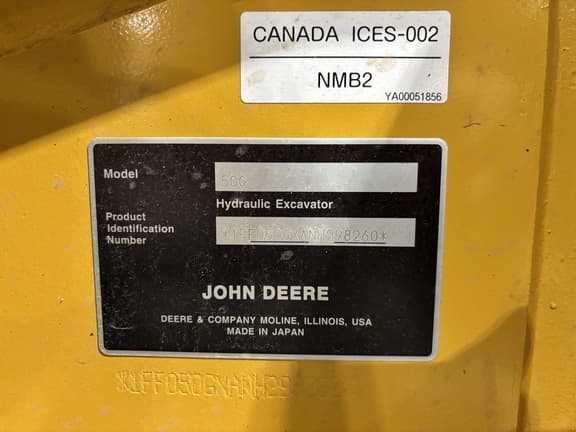 CANADA ICES-002
NMB2
YA00051856
Model
50G
Hydraulic Excavator
Product
Identification
Number
JOHN DEERE
DEERE & COMPANY MOLINE, ILLINOIS, USA
MADE IN JAPAN